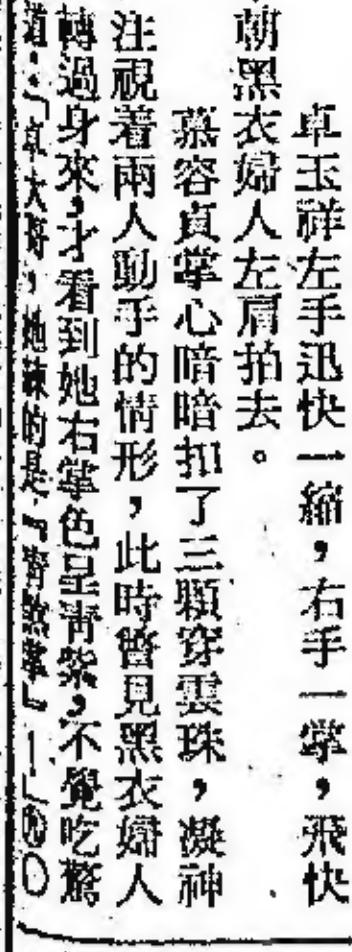 卓玉祥左手迅快一縮，右手一掌，飛快
朝黑衣婦人左肩拍去。
慕容貞掌心暗暗扣了三顆穿雲珠，凝神
注視着兩人動手的情形，此時瞥見黑衣婦人
轉過身來，才看到她右掌色呈青紫，不覺吃驚
道：「卓大哥，她練的是『青煞掌』！」㊈〇